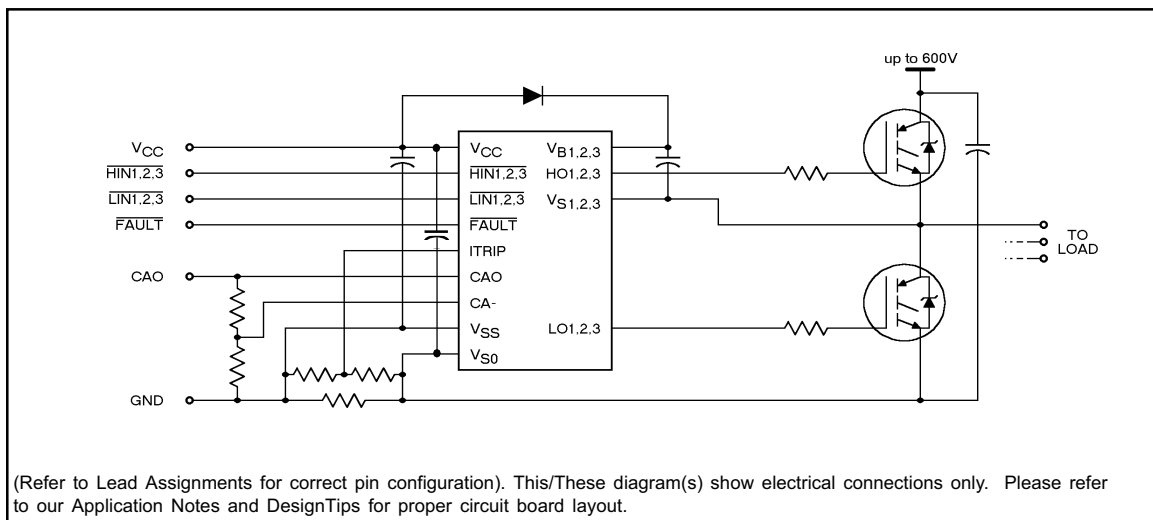 up to 600V
VCC
HIN1,2,3
LIN1,2,3
FAULT
CAO
GND
VCC
HIN1,2,3
LIN1,2,3
FAULT
ITRIP
CAO
CA-
VSS
VS0
VB1,2,3
HO1,2,3
VS1,2,3
LO1,2,3
TO
LOAD
(Refer to Lead Assignments for correct pin configuration). This/These diagram(s) show electrical connections only. Please refer
to our Application Notes and DesignTips for proper circuit board layout.